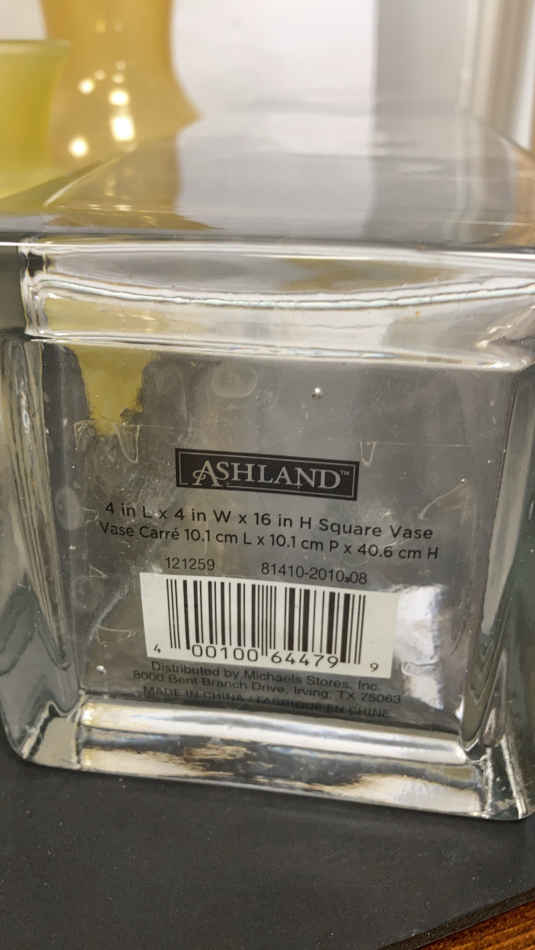 ASHLAND™
4 in L x 4 in W x 16 in H Square Vase
Vase Carré 10.1 cm L x 10.1 cm P x 40.6 cm H
121259 81410-2010.08
4 00100 64479 9
Distributed by Michaels Stores, Inc.
8000 Bent Branch Drive, Irving, TX 75063
MADE IN CHINA / FABRIQUÉ EN CHINE